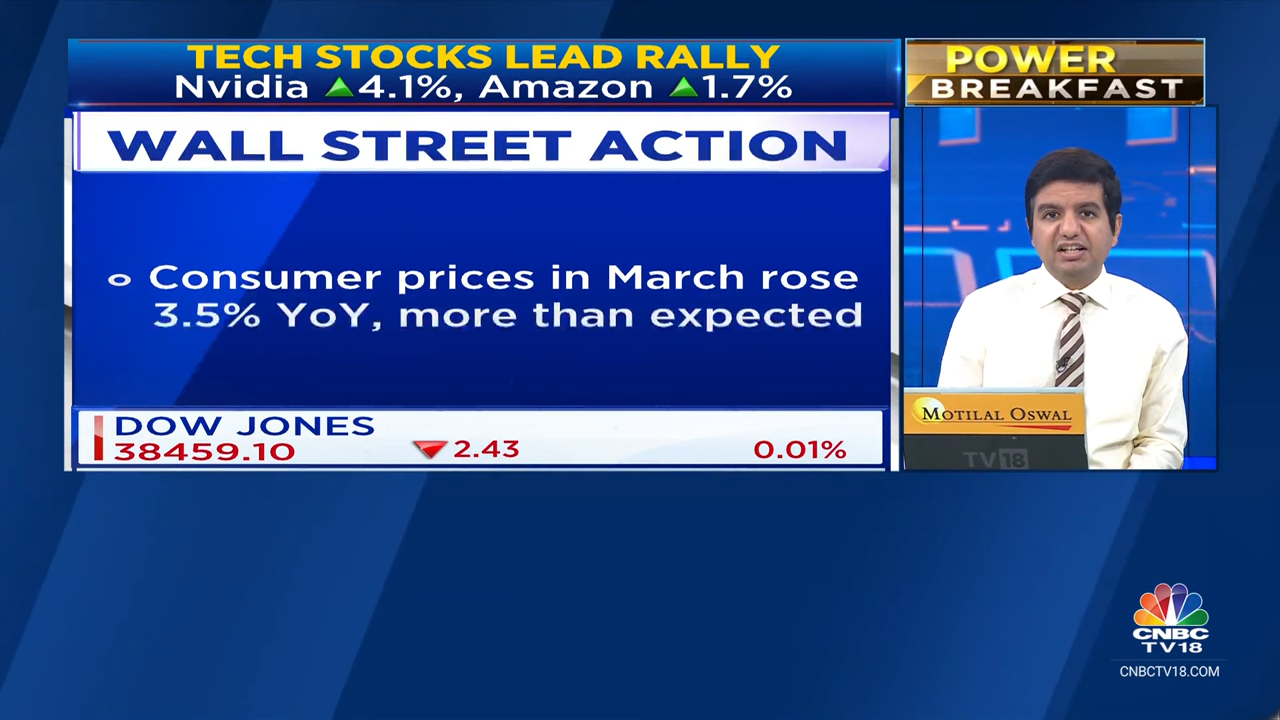 TECH STOCKS LEAD RALLY
Nvidia ▲4.1%, Amazon ▲1.7%
POWER
BREAKFAST
WALL STREET ACTION
Consumer prices in March rose
3.5% YoY, more than expected
DOW JONES
38459.10 ▼2.43 0.01%
MOTILAL OSWAL
TV18
CNBC
TV18
CNBCTV18.COM